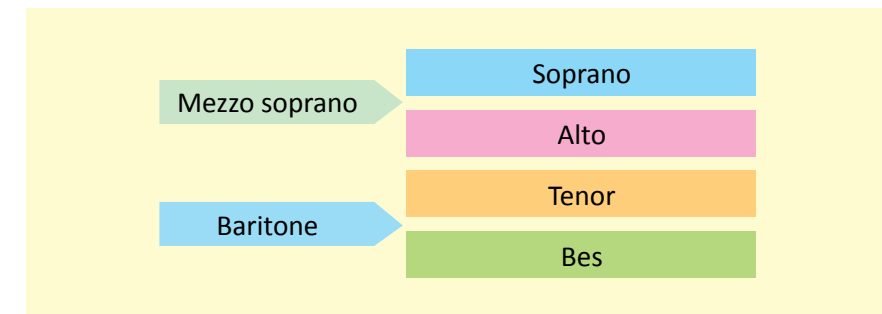 Soprano
Mezzo soprano
Alto
Tenor
Baritone
Bes